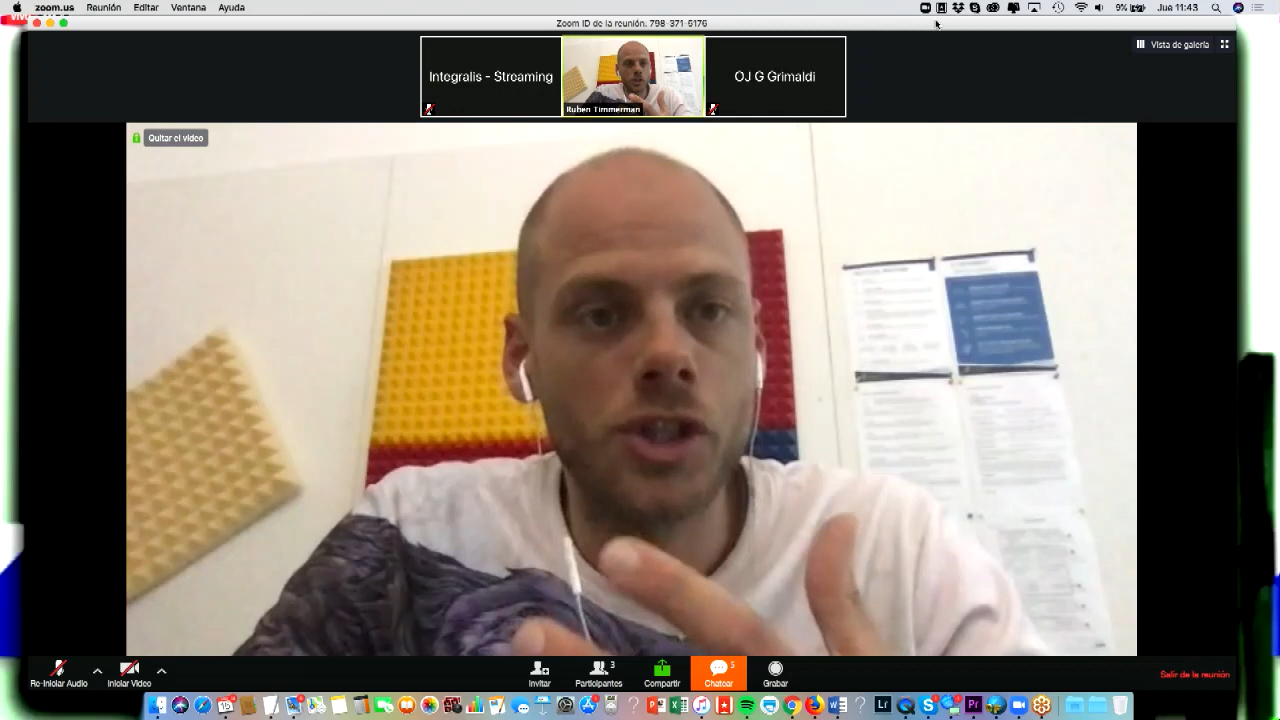 zoom.us Reunión Editar Ventana Ayuda
9% Jue 11:43
Zoom ID de la reunión: 798-371-5176
Vista de galería
Integralis - Streaming
Ruben Timmerman
OJ G Grimaldi
Quitar el video
Re-Iniciar Audio
Iniciar Video
Invitar
3
Participantes
Compartir
5
Chatear
Grabar
Salir de la reunión